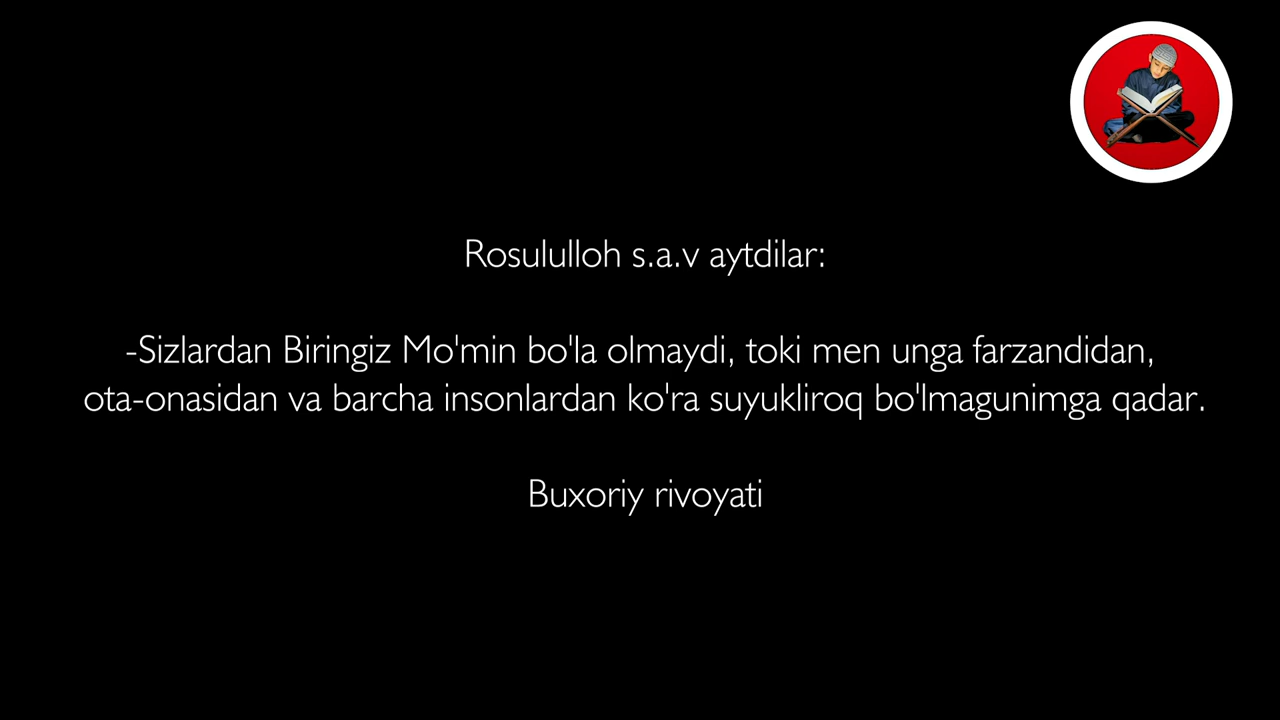 Rosululloh s.a.v aytdilar:
-Sizlardan Biringiz Mo'min bo'la olmaydi, toki men unga farzandidan,
ota-onasidan va barcha insonlardan ko'ra suyukliroq bo'lmagunimga qadar.
Buxoriy rivoyati